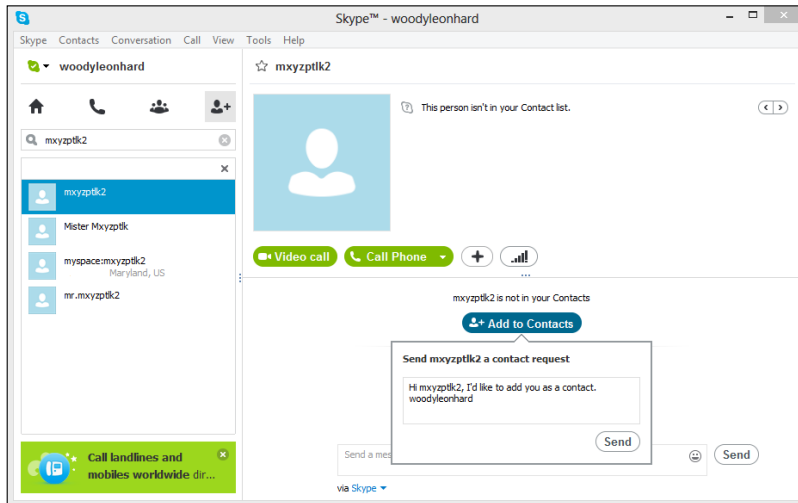 Skype™ - woodyleonhard
Skype Contacts Conversation Call View Tools Help
woodyleonhard
mxyzptlk2
This person isn't in your Contact list.
mxyzptlk2
mxyzptlk2
Mister Mxyzptlk
myspace:mxyzptlk2
Maryland, US
mr.mxyzptlk2
Video call
Call Phone
mxyzptlk2 is not in your Contacts
Add to Contacts
Send mxyzptlk2 a contact request
Hi mxyzptlk2, I'd like to add you as a contact.
woodyleonhard
Send
Call landlines and
mobiles worldwide dir...
Send a mes
Send
via Skype